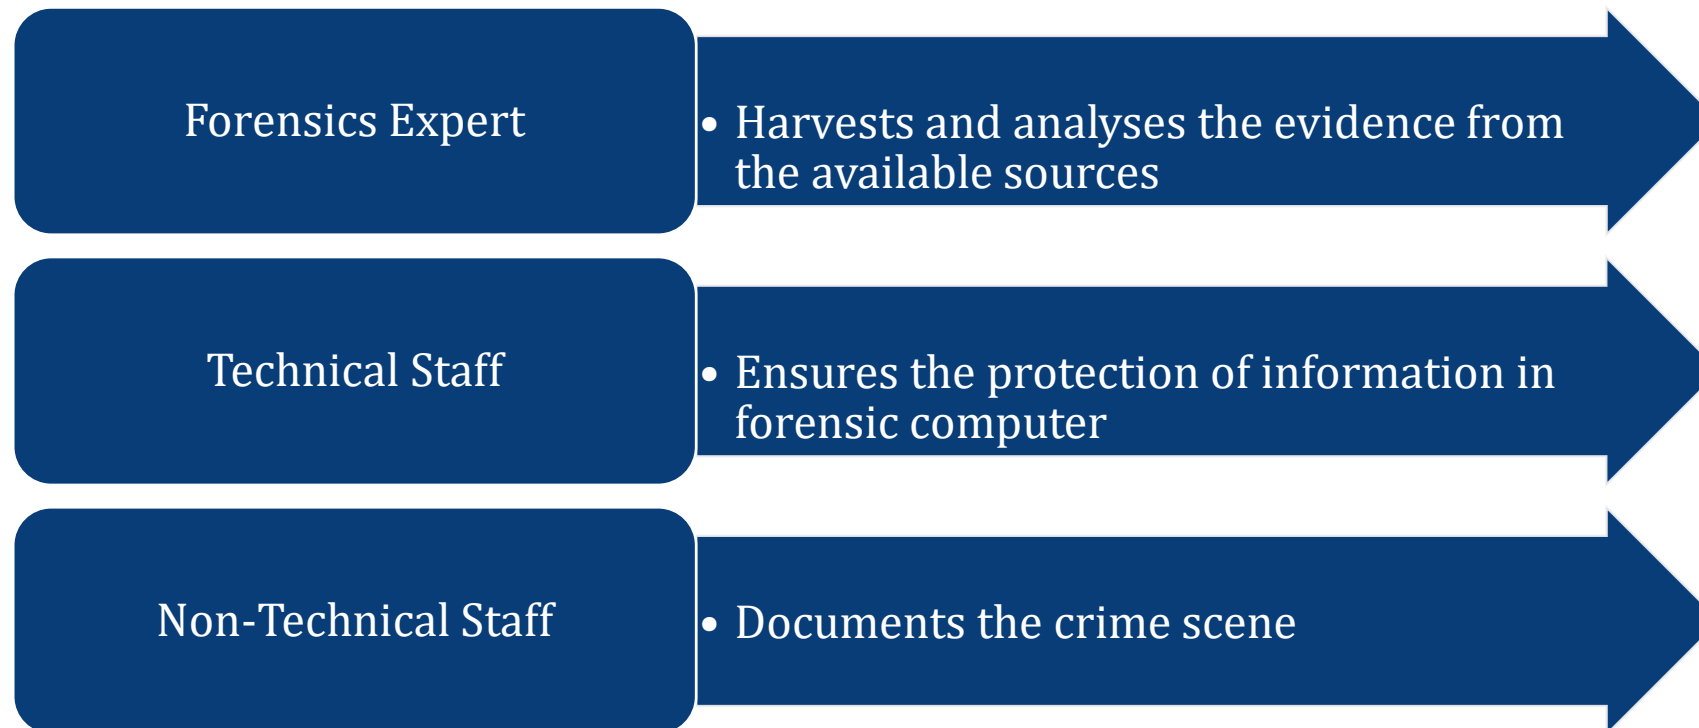 Forensics Expert
• Harvests and analyses the evidence from
the available sources
Technical Staff
• Ensures the protection of information in
forensic computer
Non-Technical Staff
• Documents the crime scene